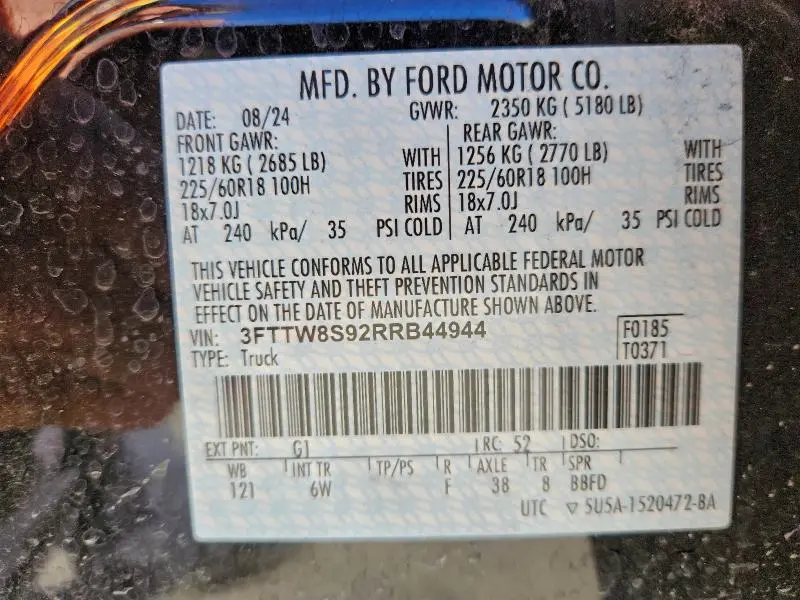 MFD. BY FORD MOTOR CO.
DATE: 08/24 GVWR: 2350 KG ( 5180 LB)
FRONT GAWR: REAR GAWR:
1218 KG ( 2685 LB) WITH 1256 KG ( 2770 LB) WITH
225/60R18 100H TIRES 225/60R18 100H TIRES
18x7.0J RIMS 18x7.0J RIMS
AT 240 kPa/ 35 PSI COLD AT 240 kPa/ 35 PSI COLD
THIS VEHICLE CONFORMS TO ALL APPLICABLE FEDERAL MOTOR
VEHICLE SAFETY AND THEFT PREVENTION STANDARDS IN
EFFECT ON THE DATE OF MANUFACTURE SHOWN ABOVE.
VIN: 3FTTW8S92RRB44944 F0185
TYPE: Truck T0371
EXT PNT: G1 RC: 52 DSO:
WB INT TR TP/PS R AXLE TR SPR
121 6W F 38 8 BBFD
UTC ▽ 5U5A-1520472-BA